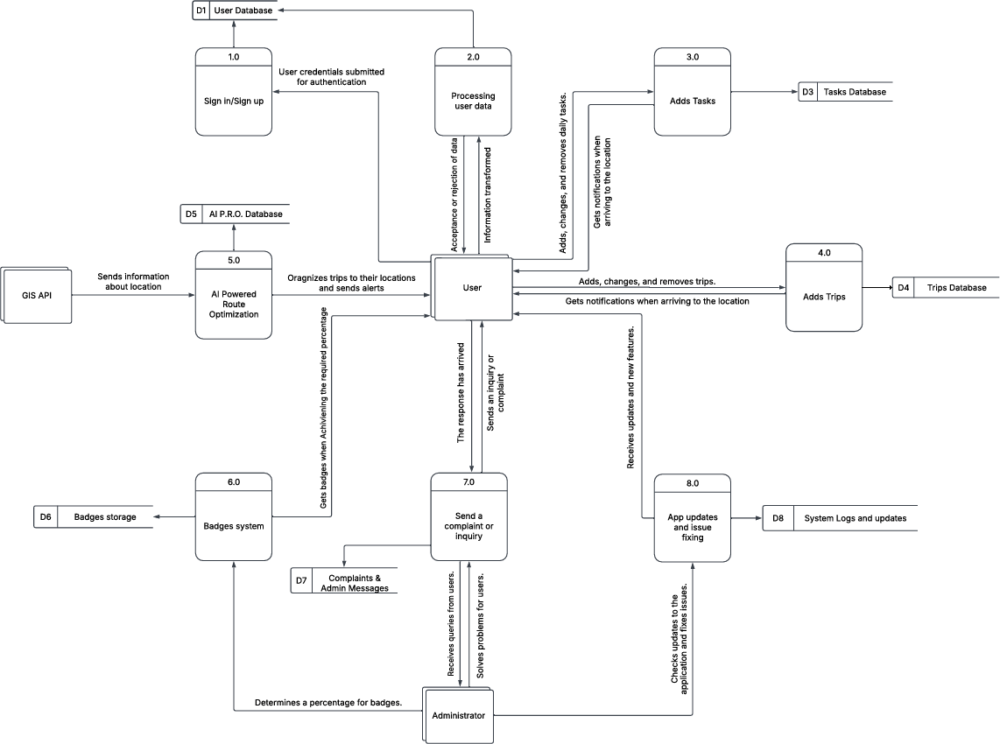 D1 User Database
1.0
Sign in/Sign up
User credentials submitted
for authentication
2.0
Processing
user data
3.0
Adds Tasks
D3 Tasks Database
Acceptance or rejection of data
Information transformed
Adds, changes, and removes daily tasks.
Gets notifications when
arriving to the location
D5 AI P.R.O. Database
5.0
AI Powered
Route
Optimization
GIS API
Sends information
about location
Oragnizes trips to their locations
and sends alerts
User
Adds, changes, and removes trips.
Gets notifications when arriving to the location
4.0
Adds Trips
D4 Trips Database
Gets badges when Achiviening the required percentage
The response has arrived
Sends an inquiry or
complaint
Receives updates and new features.
6.0
Badges system
D6 Badges storage
7.0
Send a
complaint or
inquiry
D7 Complaints &
Admin Messages
8.0
App updates
and issue
fixing
D8 System Logs and updates
Receives queries from users.
Solves problems for users.
Checks updates to the
application and fixes issues.
Determines a percentage for badges.
Administrator